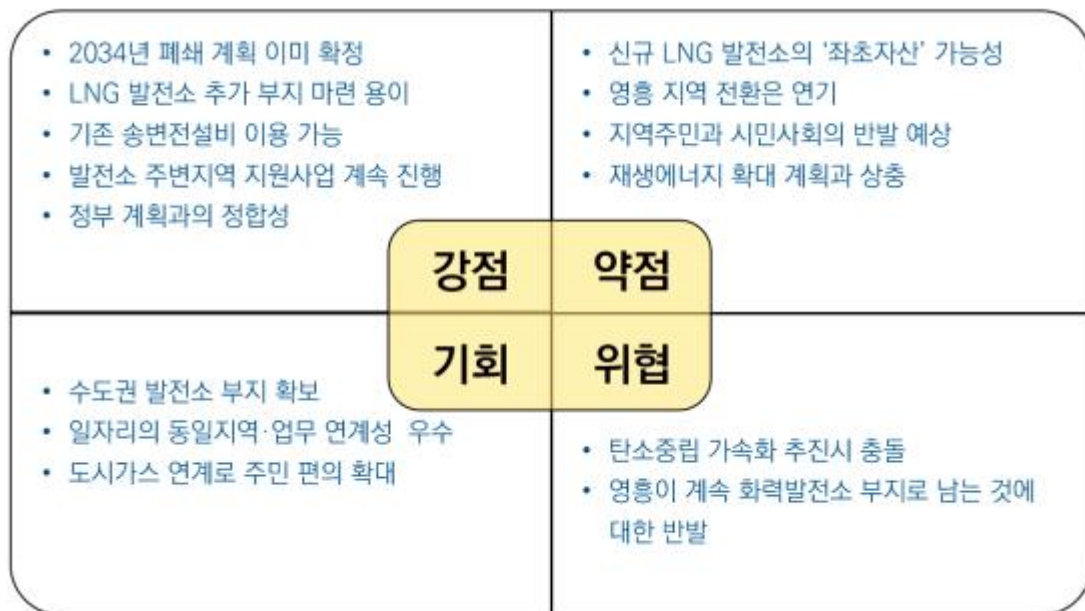 • 2034년 폐쇄 계획 이미 확정
• LNG 발전소 추가 부지 마련 용이
• 기존 송변전설비 이용 가능
• 발전소 주변지역 지원사업 계속 진행
• 정부 계획과의 정합성
• 신규 LNG 발전소의 ‘좌초자산’ 가능성
• 영흥 지역 전환은 연기
• 지역주민과 시민사회의 반발 예상
• 재생에너지 확대 계획과 상충
강점
약점
기회
위협
• 수도권 발전소 부지 확보
• 일자리의 동일지역·업무 연계성 우수
• 도시가스 연계로 주민 편의 확대
• 탄소중립 가속화 추진시 충돌
• 영흥이 계속 화력발전소 부지로 남는 것에
대한 반발